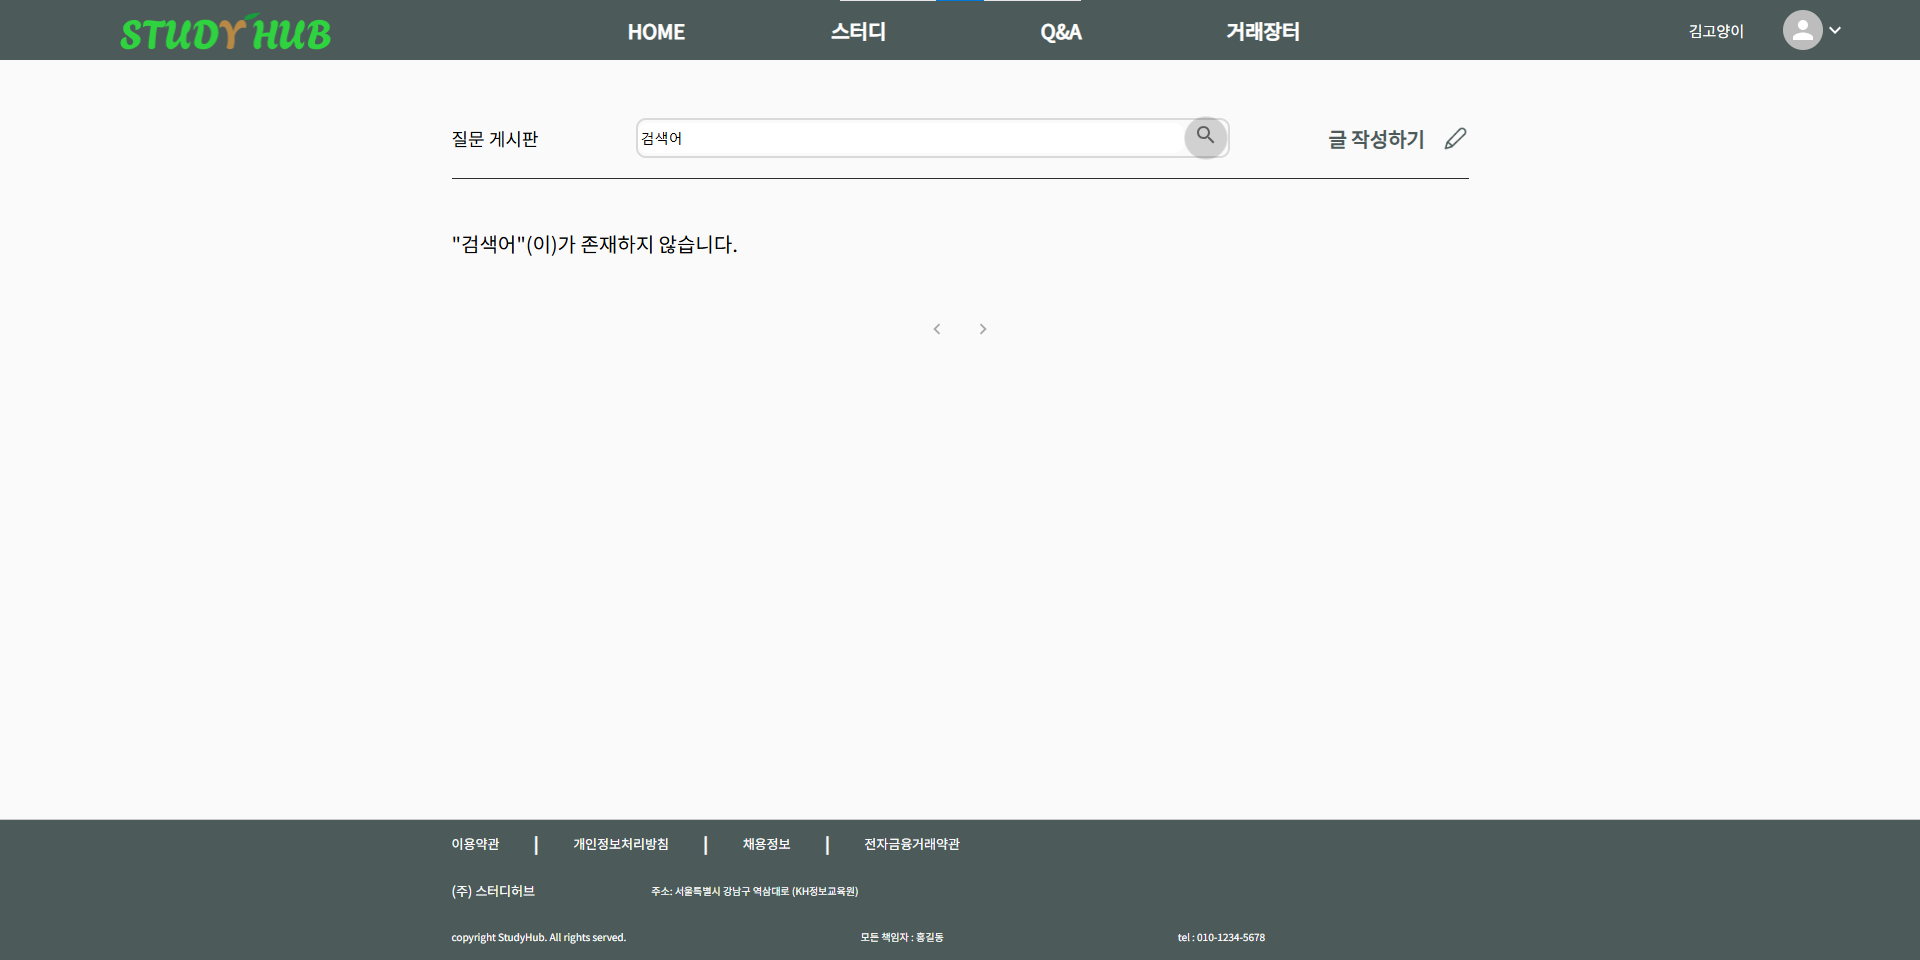 STUDY HUB HOME 스터디 Q&A 거래장터 김고양이
질문 게시판 검색어 글 작성하기
"검색어"(이)가 존재하지 않습니다.
이용약관 | 개인정보처리방침 | 채용정보 | 전자금융거래약관
(주) 스터디허브 주소: 서울특별시 강남구 역삼대로 (KH정보교육원)
copyright StudyHub. All rights served. 모든 책임자 : 홍길동 tel : 010-1234-5678